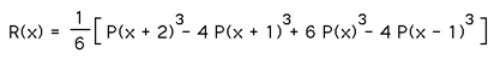 R(x) = 1/6 [ P(x + 2)³ - 4 P(x + 1)³ + 6 P(x)³ - 4 P(x - 1)³ ]